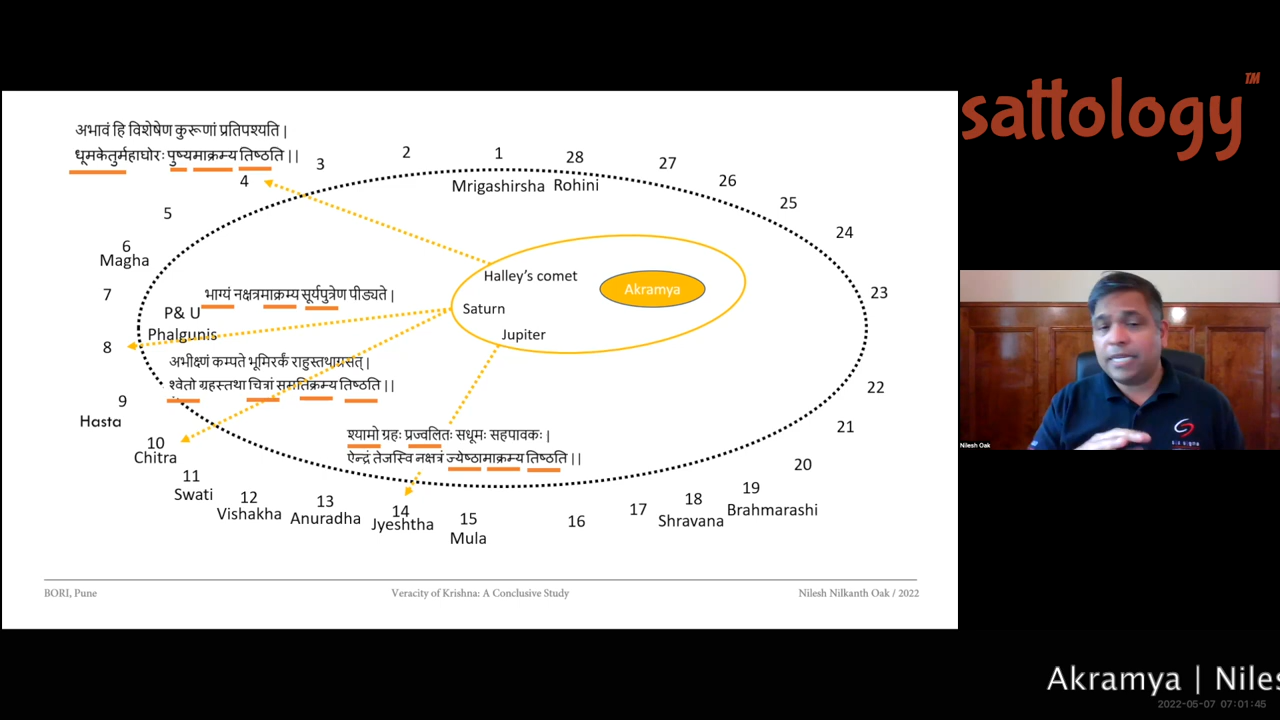 sattology™
अभावं हि विशेषेण कुरूणां प्रतिपश्यति |
धूमकेतुर्महाघोरः पुष्यमाक्रम्य तिष्ठति ||
1
2
3
4
5
6
Magha
7
P& U
Phalgunis
8
9
Hasta
10
Chitra
11
Swati
12
Vishakha
13
Anuradha
14
Jyeshtha
15
Mula
16
17
18
Shravana
19
Brahmarashi
20
21
22
23
24
25
26
27
28
Mrigashirsha Rohini
Halley's comet
Akramya
Saturn
Jupiter
भाग्यं नक्षत्रमाक्रम्य सूर्यपुत्रेण पीड्यते |
अभीक्ष्णं कम्पते भूमिरर्कं राहुस्तथाग्रसत् |
श्वेतो ग्रहस्तथा चित्रां समतिक्रम्य तिष्ठति ||
श्यामो ग्रहः प्रज्वलितः सधूमः सहपावकः |
ऐन्द्रं तेजस्वि नक्षत्रं ज्येष्ठामाक्रम्य तिष्ठति ||
BORI, Pune
Veracity of Krishna: A Conclusive Study
Nilesh Nilkanth Oak / 2022
Nilesh Oak
Akramya | Niles
2022-05-07 07:01:45